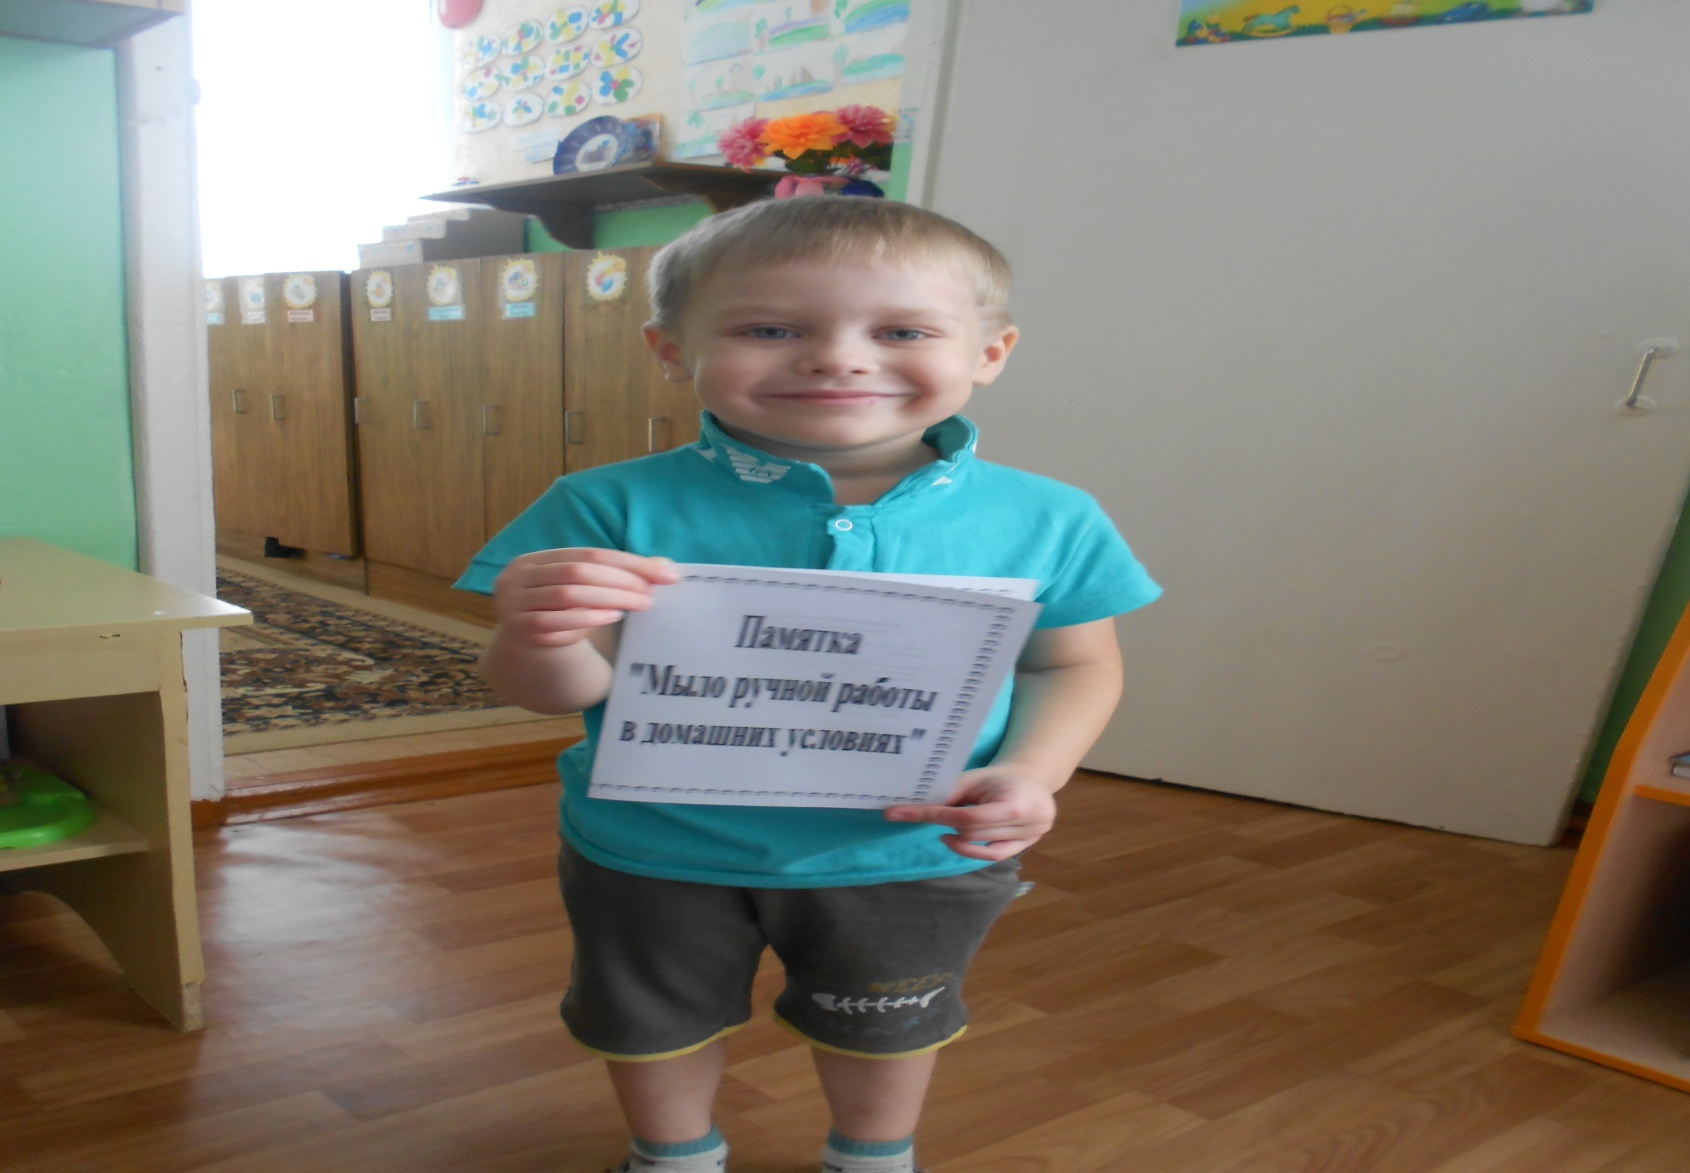 Памятка
"Мыло ручной работы
в домашних условиях"